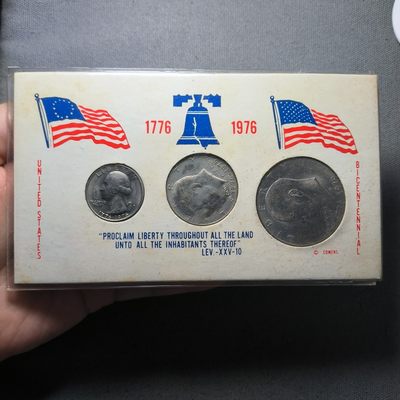 1776 1976
UNITED STATES
BICENTENNIAL
"PROCLAIM LIBERTY THROUGHOUT ALL THE LAND
UNTO ALL THE INHABITANTS THEREOF"
LEV.-XXV-10
©